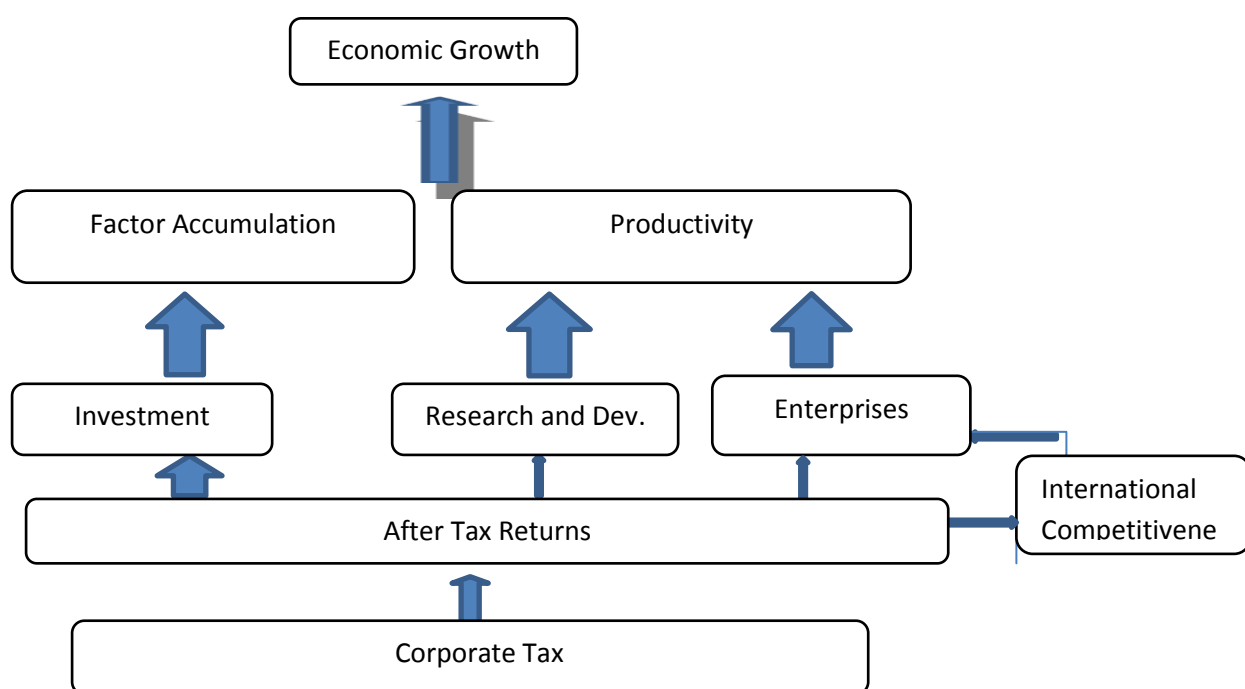 Economic Growth
Factor Accumulation
Productivity
Investment
Research and Dev.
Enterprises
International
Competitivene
After Tax Returns
Corporate Tax